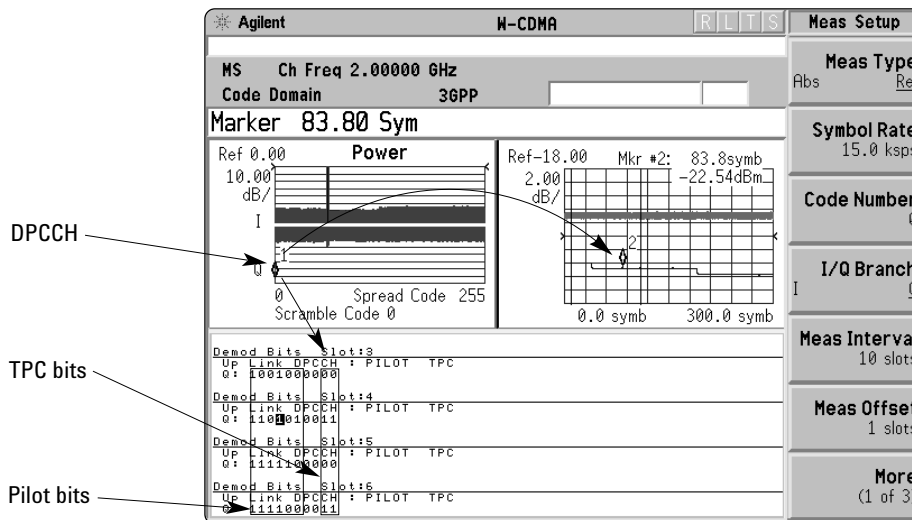 Agilent W-CDMA R L T S Meas Setup
MS Ch Freq 2.00000 GHz
Code Domain 3GPP
Marker 83.80 Sym
Ref 0.00 Power
10.00
dB/
I
Q
1
0 Spread Code 255
Scramble Code 0
Ref-18.00 Mkr #2: 83.8symb
2.00 -22.54dBm
dB/
2
0.0 symb 300.0 symb
DPCCH
TPC bits
Pilot bits
Demod Bits Slot:3
Up Link DPCCH : PILOT TPC
Q: 1001000000
Demod Bits Slot:4
Up Link DPCCH : PILOT TPC
Q: 1101010011
Demod Bits Slot:5
Up Link DPCCH : PILOT TPC
Q: 1111100000
Demod Bits Slot:6
Up Link DPCCH : PILOT TPC
Q: 1111000011
Meas Type
Abs Re
Symbol Rate
15.0 ksps
Code Number
I/Q Branch
I
Meas Interva
10 slots
Meas Offset
1 slots
More
(1 of 3